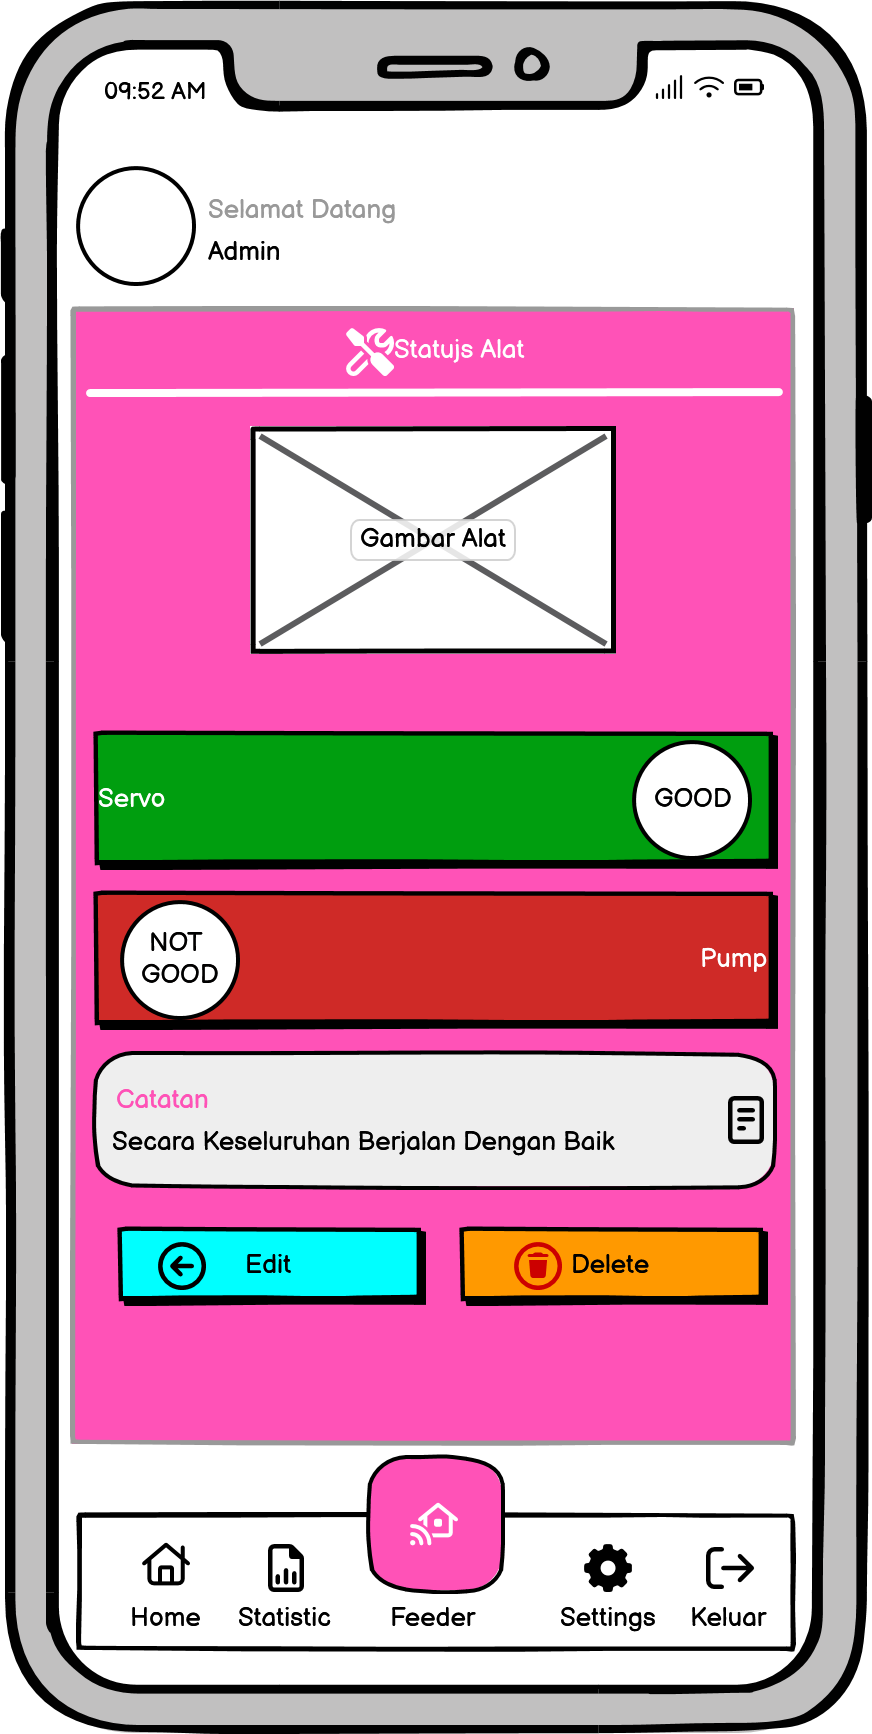 09:52 AM
Selamat Datang
Admin
Statujs Alat
Gambar Alat
Servo
GOOD
NOT
GOOD
Pump
Catatan
Secara Keseluruhan Berjalan Dengan Baik
Edit
Delete
Home
Statistic
Feeder
Settings
Keluar